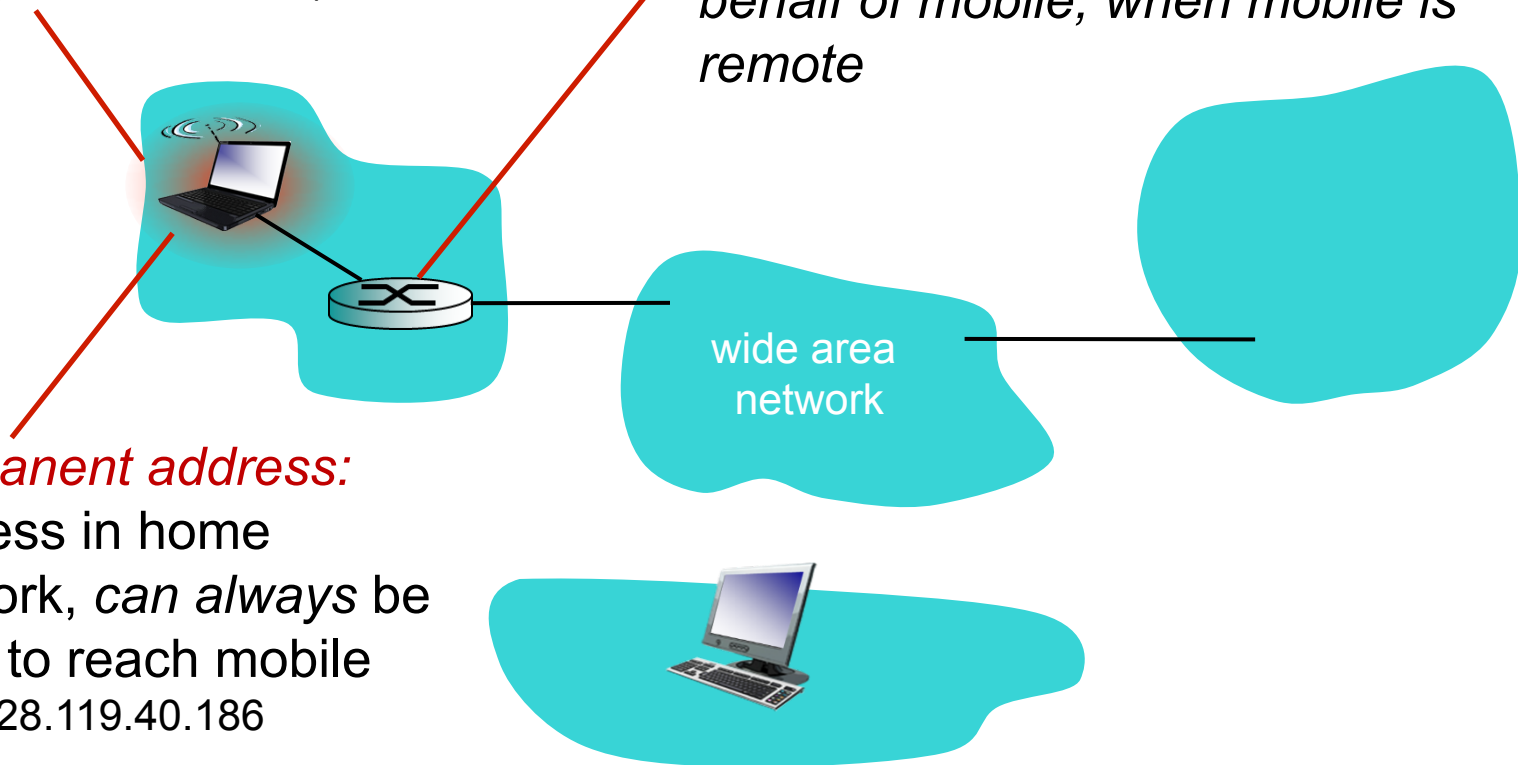 behalf of mobile, when mobile is
remote
wide area
network
anent address:
ess in home
ork, can always be
to reach mobile
28.119.40.186